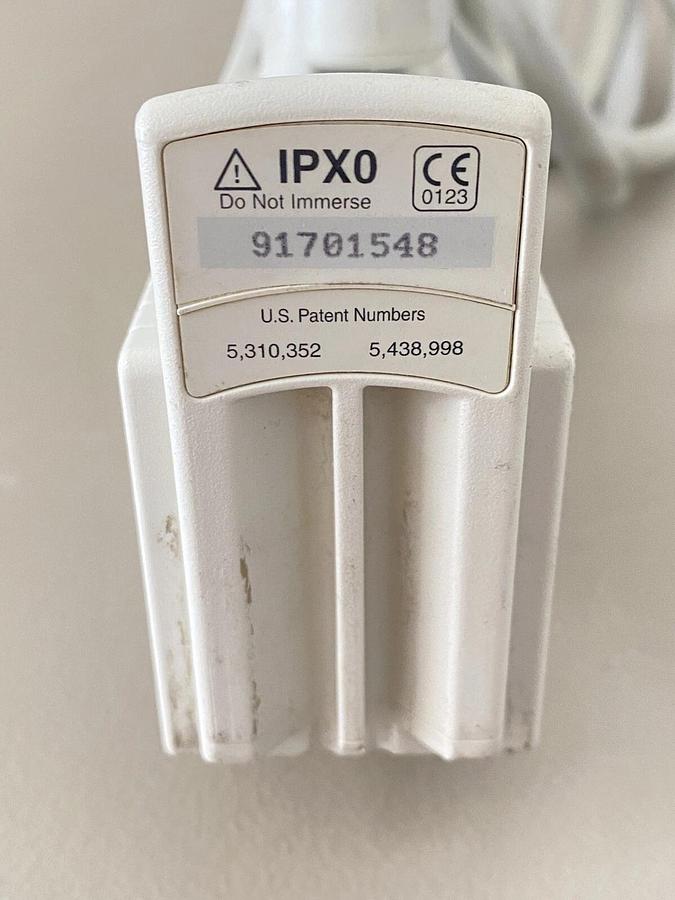 ! IPX0 CE
Do Not Immerse 0123
91701548
U.S. Patent Numbers
5,310,352 5,438,998